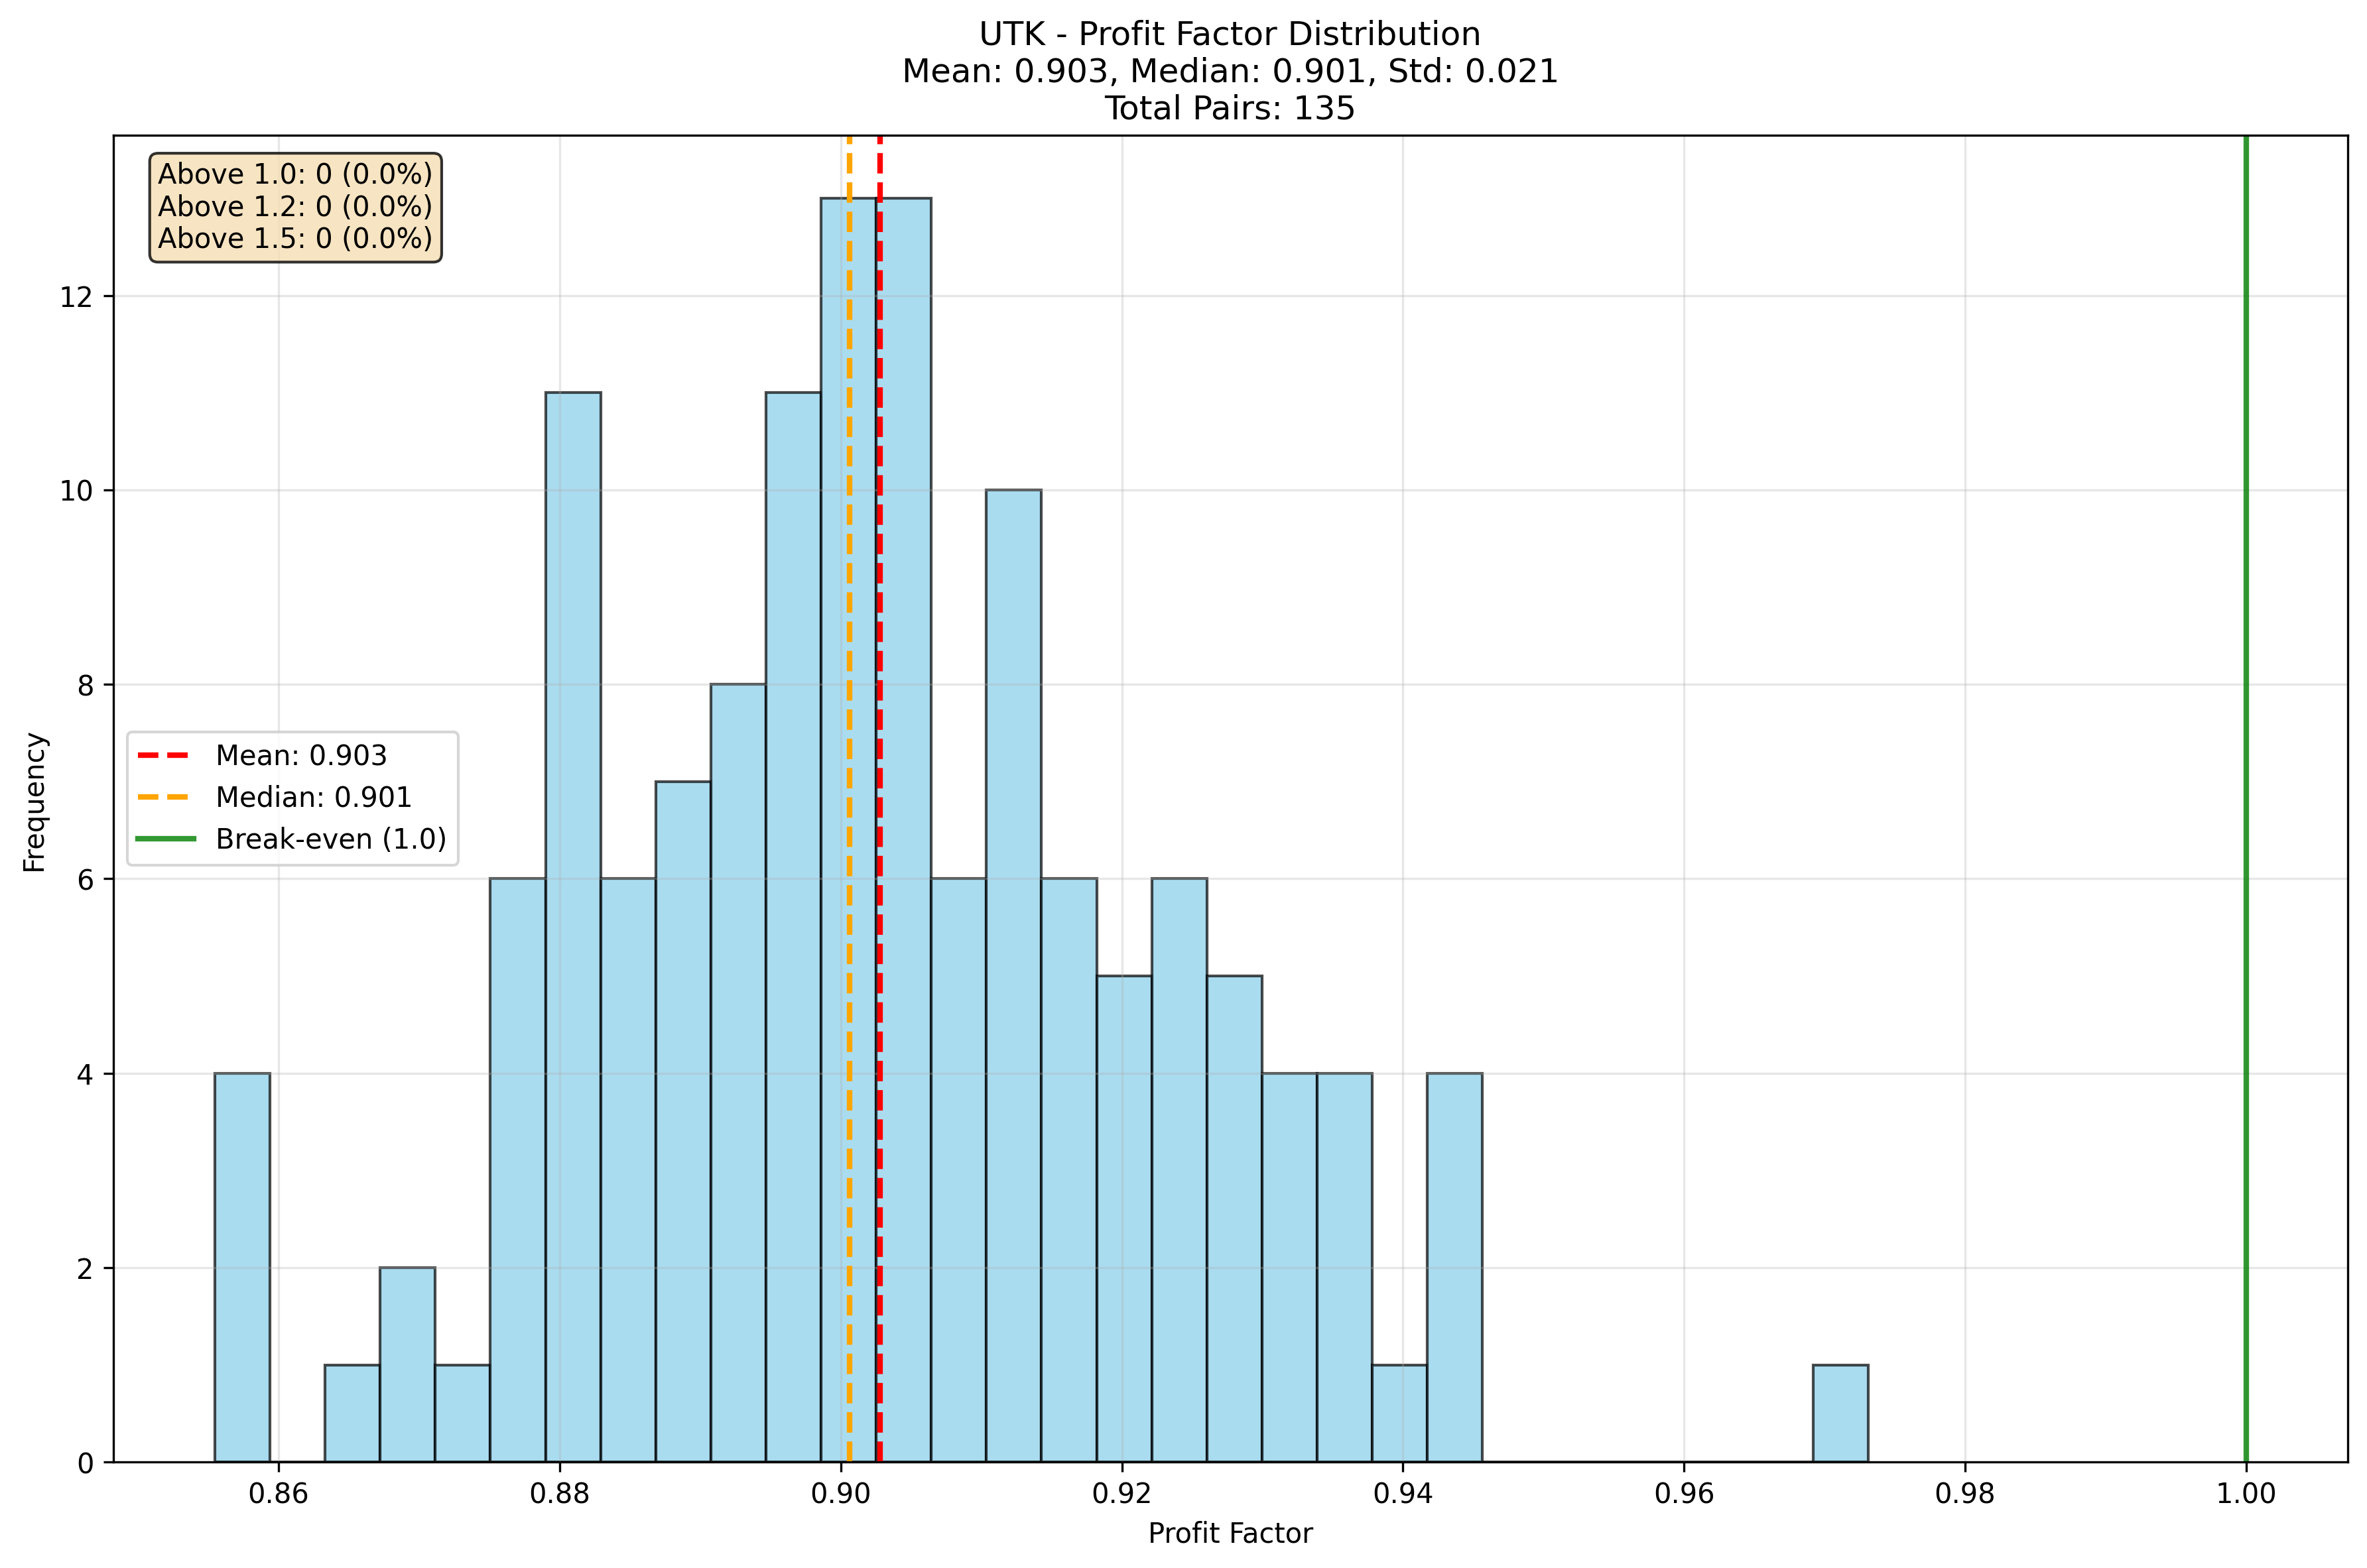 UTK - Profit Factor Distribution
Mean: 0.903, Median: 0.901, Std: 0.021
Total Pairs: 135
Above 1.0: 0 (0.0%)
Above 1.2: 0 (0.0%)
Above 1.5: 0 (0.0%)
12
10
8
6
4
2
0
Frequency
Mean: 0.903
Median: 0.901
Break-even (1.0)
0.86
0.88
0.90
0.92
0.94
0.96
0.98
1.00
Profit Factor